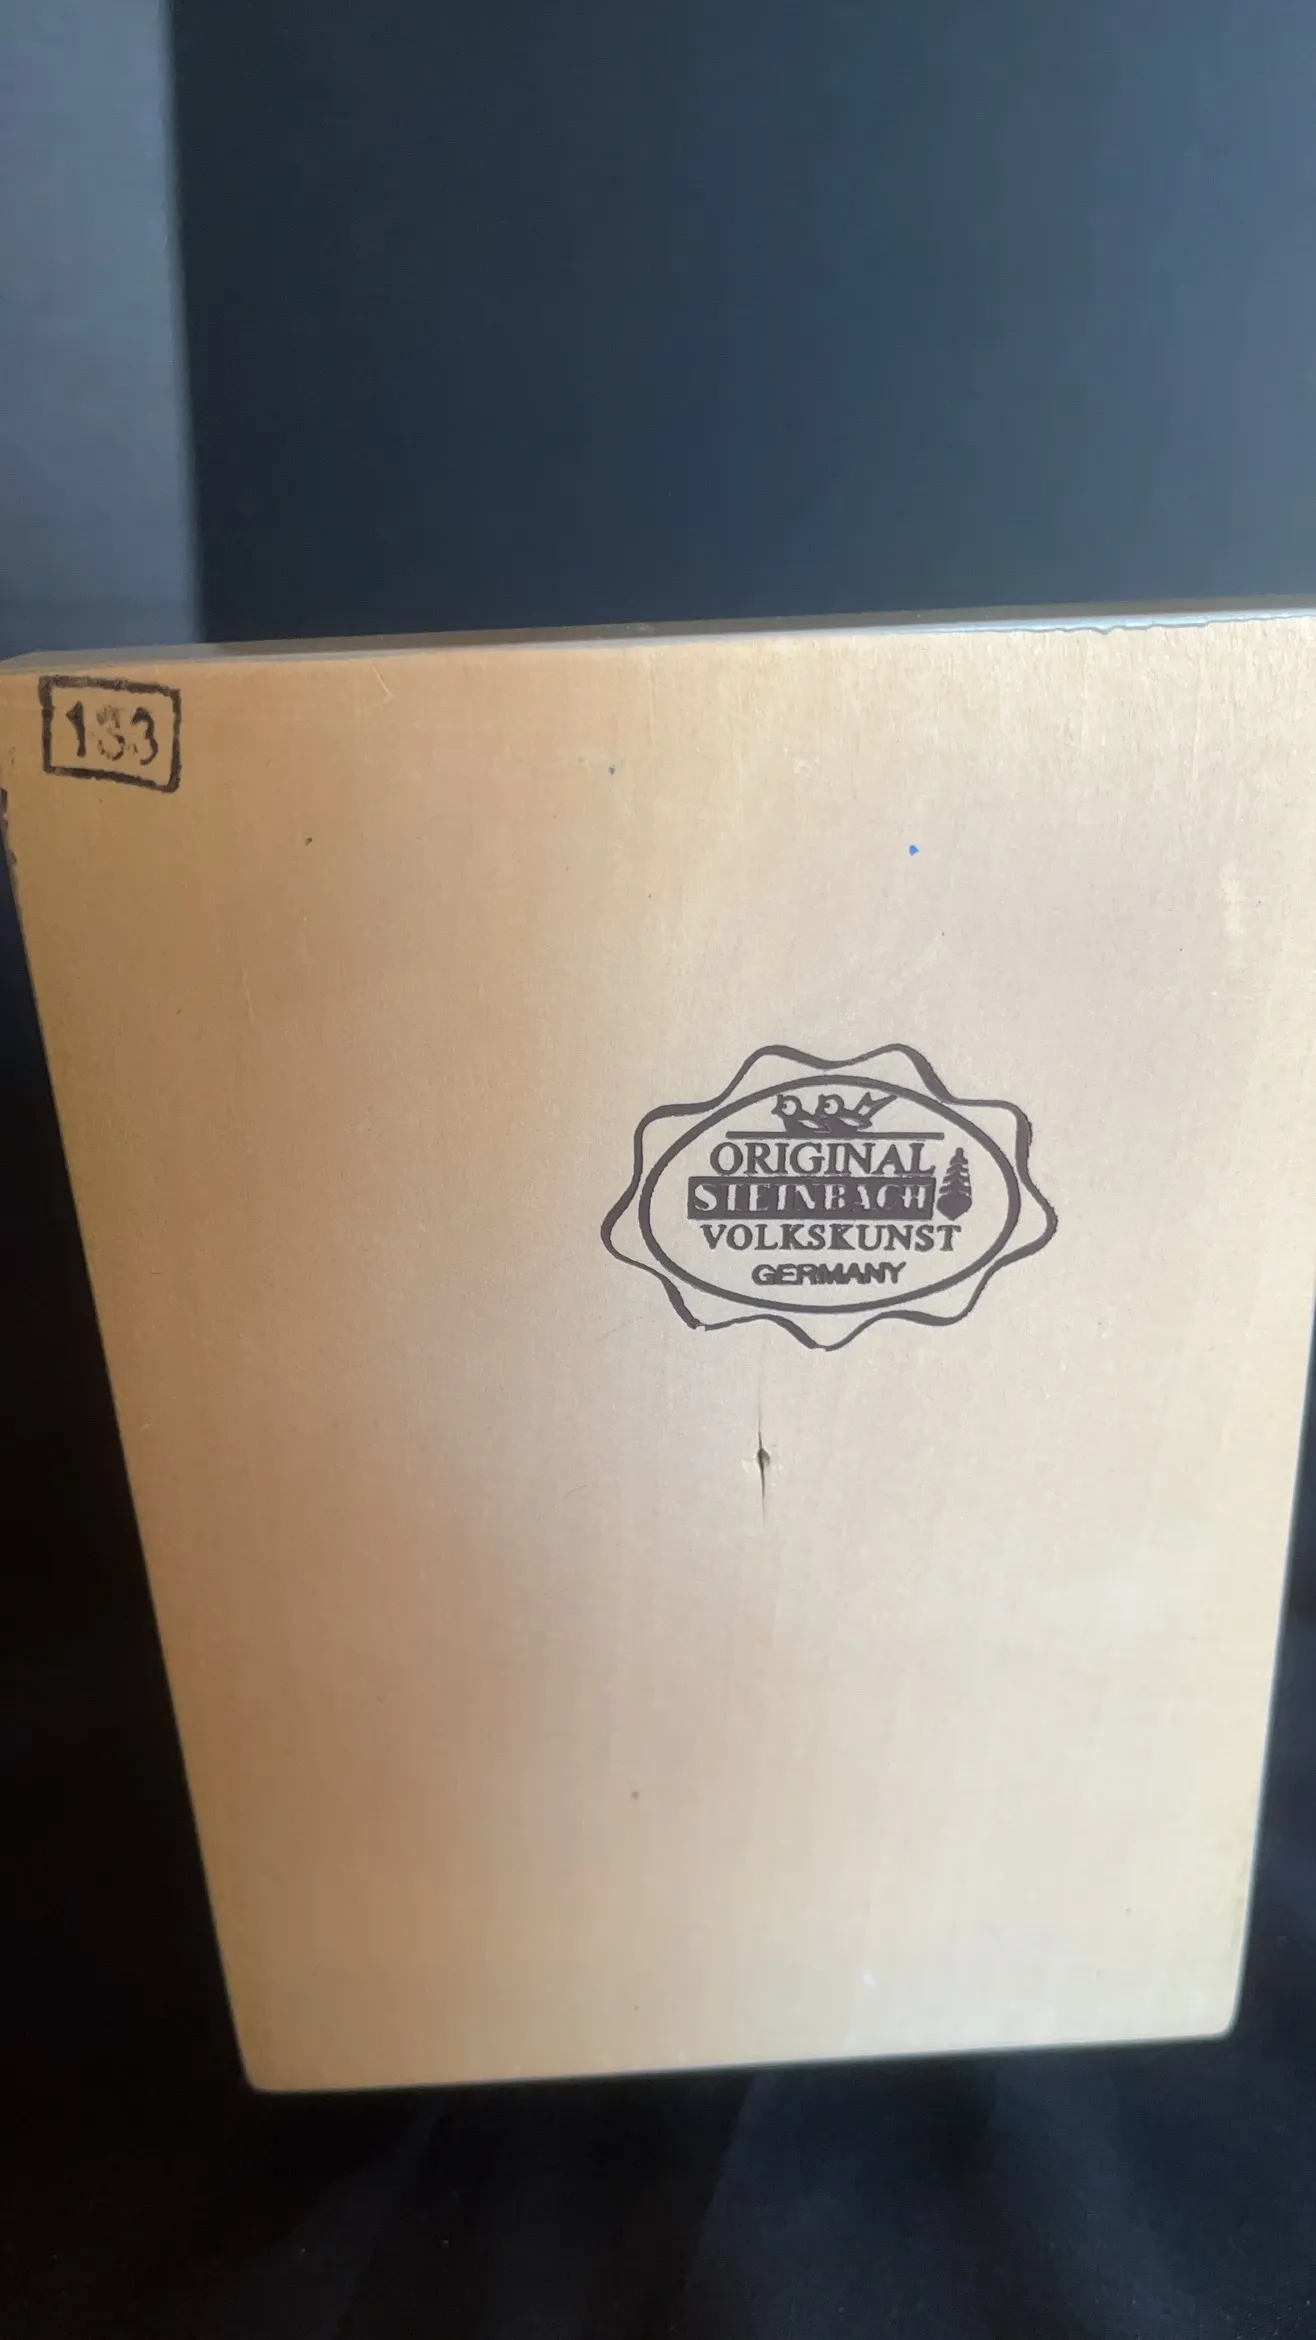 133
ORIGINAL
STEINBACH
VOLKSKUNST
GERMANY